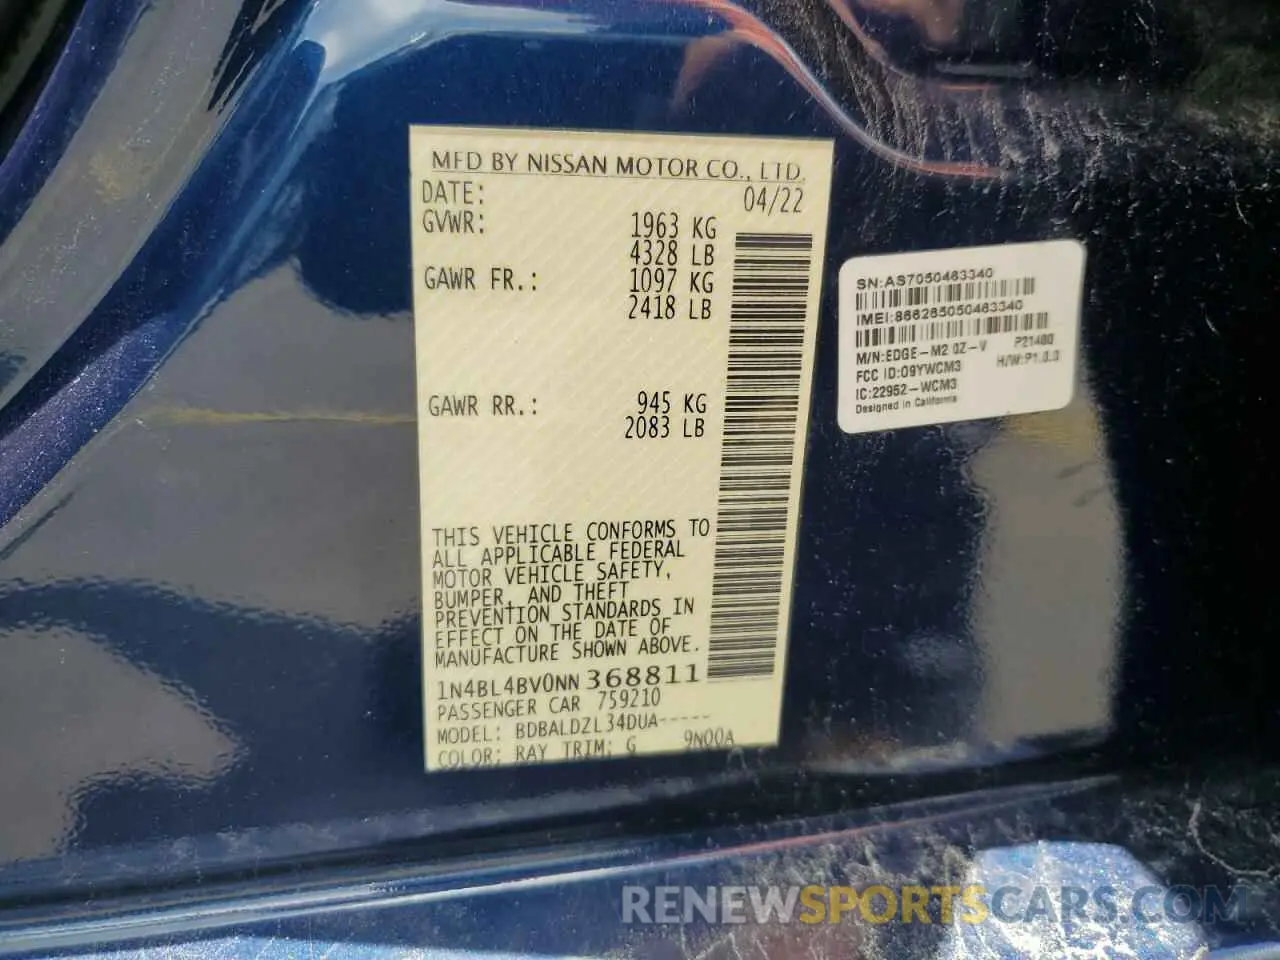 MFD BY NISSAN MOTOR CO., LTD.
DATE: 04/22
GVWR: 1963 KG
4328 LB
GAWR FR.: 1097 KG
2418 LB
GAWR RR.: 945 KG
2083 LB
THIS VEHICLE CONFORMS TO
ALL APPLICABLE FEDERAL
MOTOR VEHICLE SAFETY,
BUMPER, AND THEFT
PREVENTION STANDARDS IN
EFFECT ON THE DATE OF
MANUFACTURE SHOWN ABOVE.
1N4BL4BV0NN368811
PASSENGER CAR 759210
MODEL: BDBALDZL34DUA-----
COLOR: RAY TRIM: G 9N00A
SN:AS7050463340
IMEI:866265050463340
M/N:EDGE-M2.0Z-V P21480
FCC ID:09YWCM3 H/W:P1.0.0
IC:22952-WCM3
Designed in California
RENEWSPORTSCARS.COM